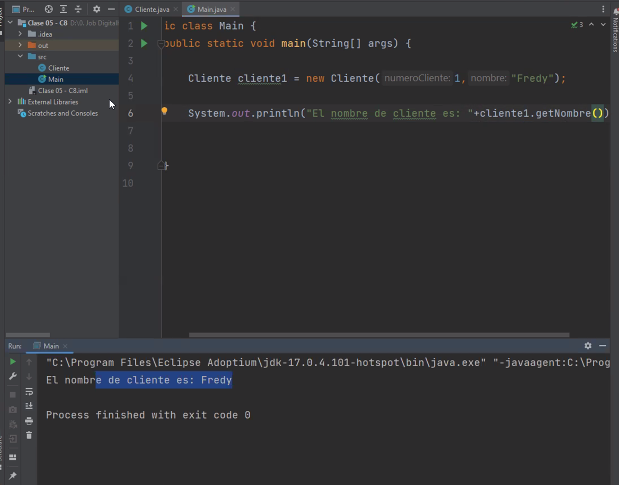 Pr...
Cliente.java
Main.java
Clase 05 - C8 D:\0. Job Digital
.idea
out
src
Cliente
Main
Clase 05 - C8.iml
External Libraries
Scratches and Consoles
1 ic class Main {
2 public static void main(String[] args) {
3
4 Cliente cliente1 = new Cliente( numeroCliente: 1, nombre: "Fredy");
5
6 System.out.println("El nombre de cliente es: "+cliente1.getNombre())
7
8
9 }
10
3
Notifications
Run: Main
"C:\Program Files\Eclipse Adoptium\jdk-17.0.4.101-hotspot\bin\java.exe" "-javaagent:C:\Prog
El nombre de cliente es: Fredy
Process finished with exit code 0